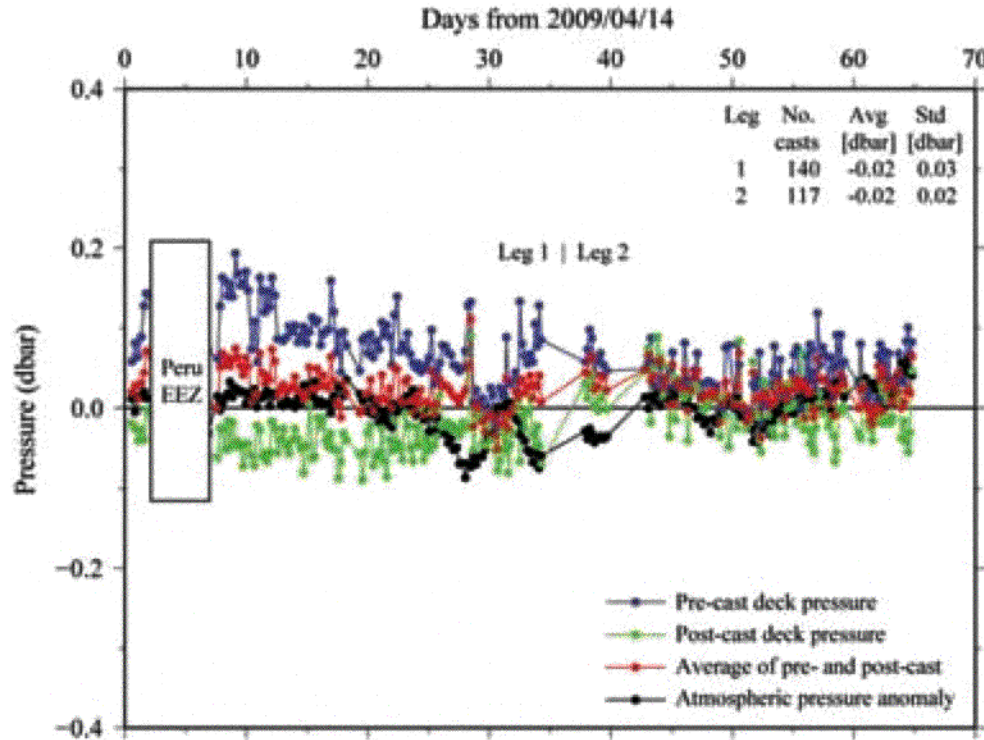 Days from 2009/04/14
0 10 20 30 40 50 60 70
0.4
0.2
0.0
−0.2
−0.4
Pressure (dbar)
Leg No. Avg Std
casts [dbar] [dbar]
1 140 -0.02 0.03
2 117 -0.02 0.02
Leg 1 | Leg 2
Peru
EEZ
Pre-cast deck pressure
Post-cast deck pressure
Average of pre- and post-cast
Atmospheric pressure anomaly